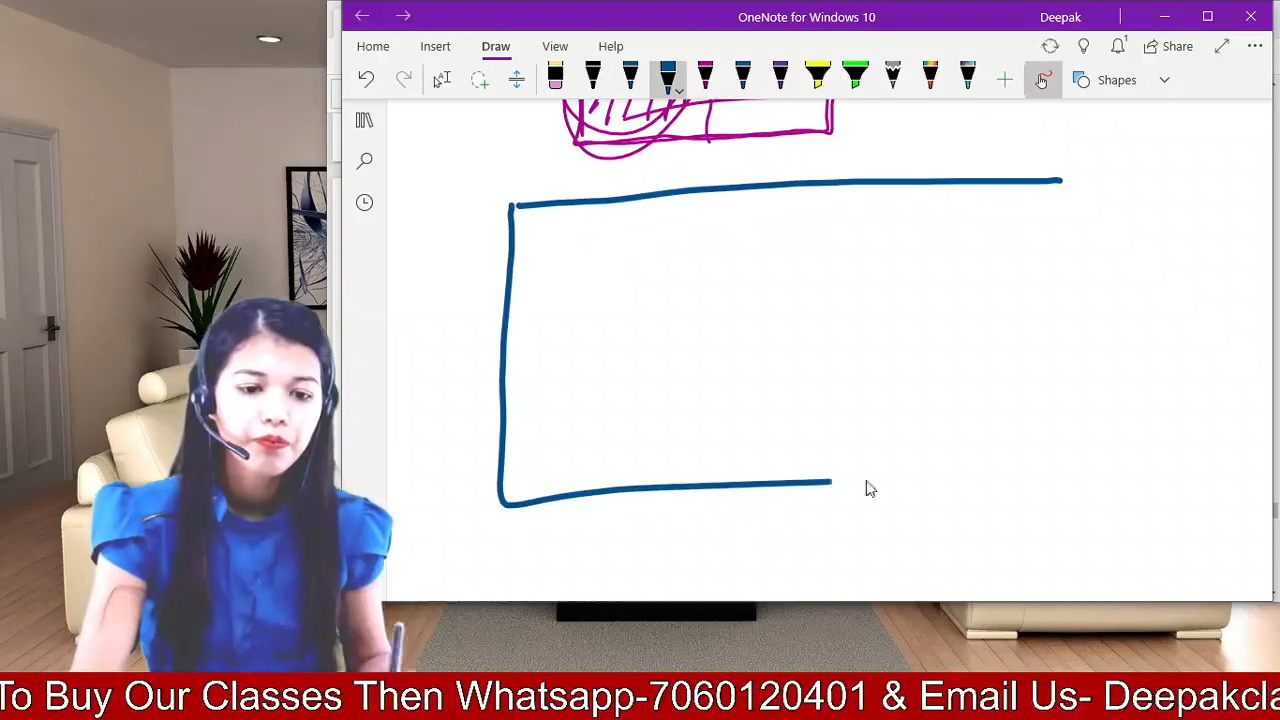 OneNote for Windows 10
Deepak
Home Insert Draw View Help
Share
Shapes
To Buy Our Classes Then Whatsapp-7060120401 & Email Us- Deepakcla